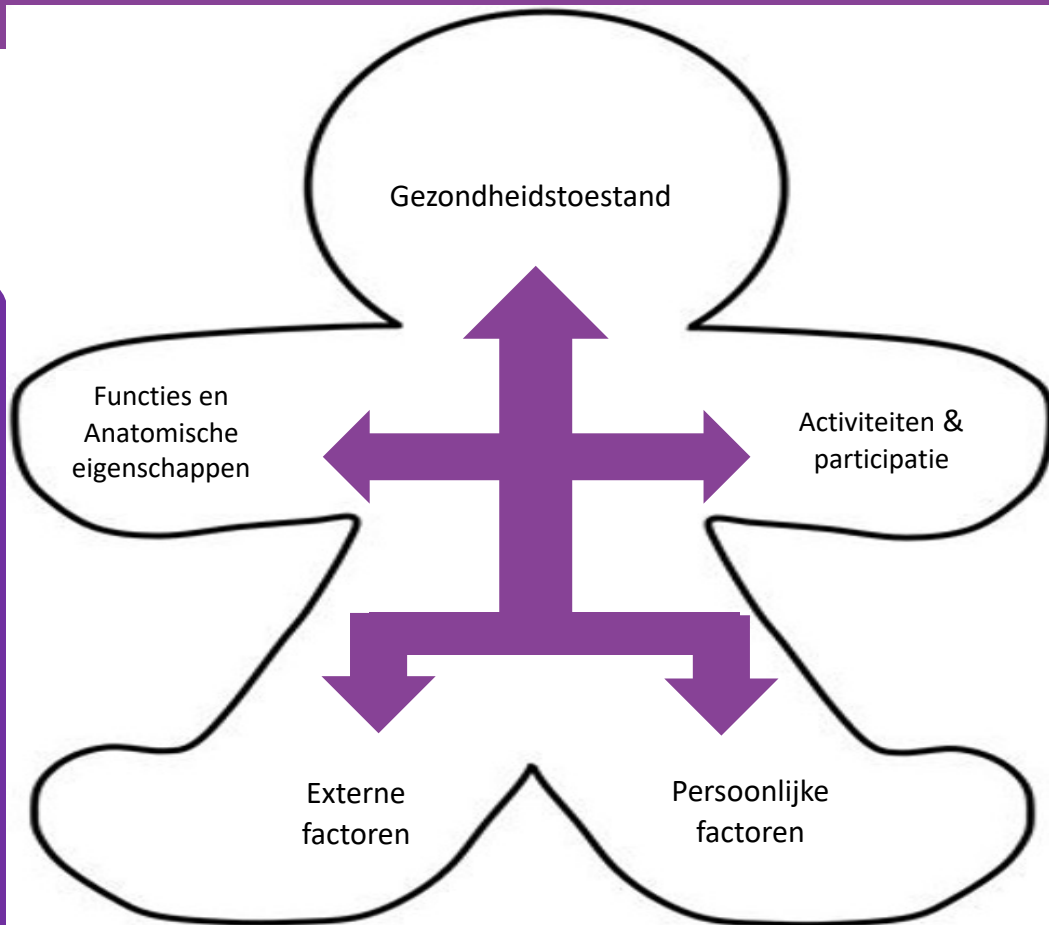 Gezondheidstoestand
Functies en
Anatomische
eigenschappen
Activiteiten &
participatie
Externe
factoren
Persoonlijke
factoren